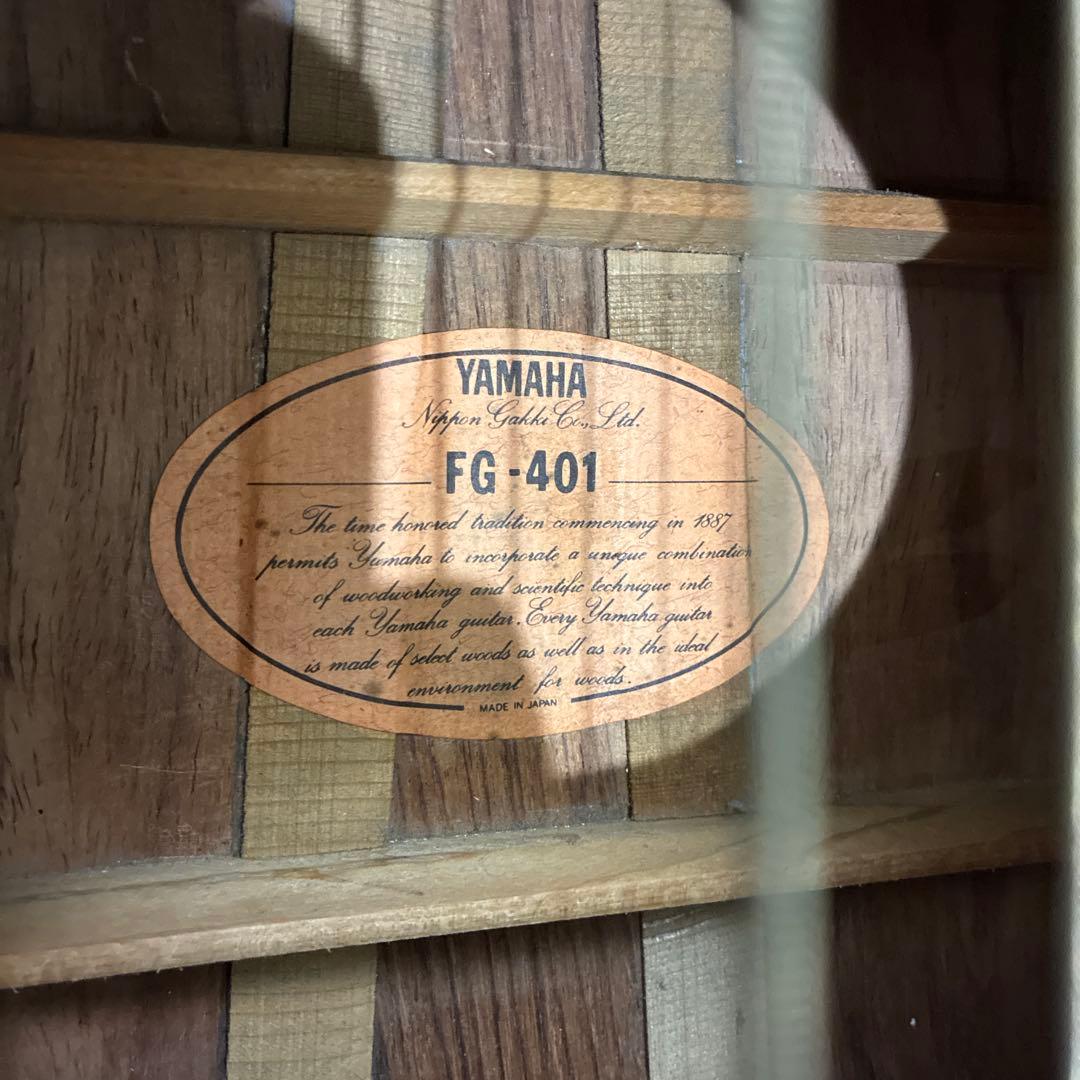 YAMAHA
Nippon Gakki Co., Ltd.
FG-401
The time honored tradition commencing in 1887
permits Yamaha to incorporate a unique combination
of woodworking and scientific technique into
each Yamaha guitar. Every Yamaha guitar
is made of select woods as well as in the ideal
environment for woods.
MADE IN JAPAN